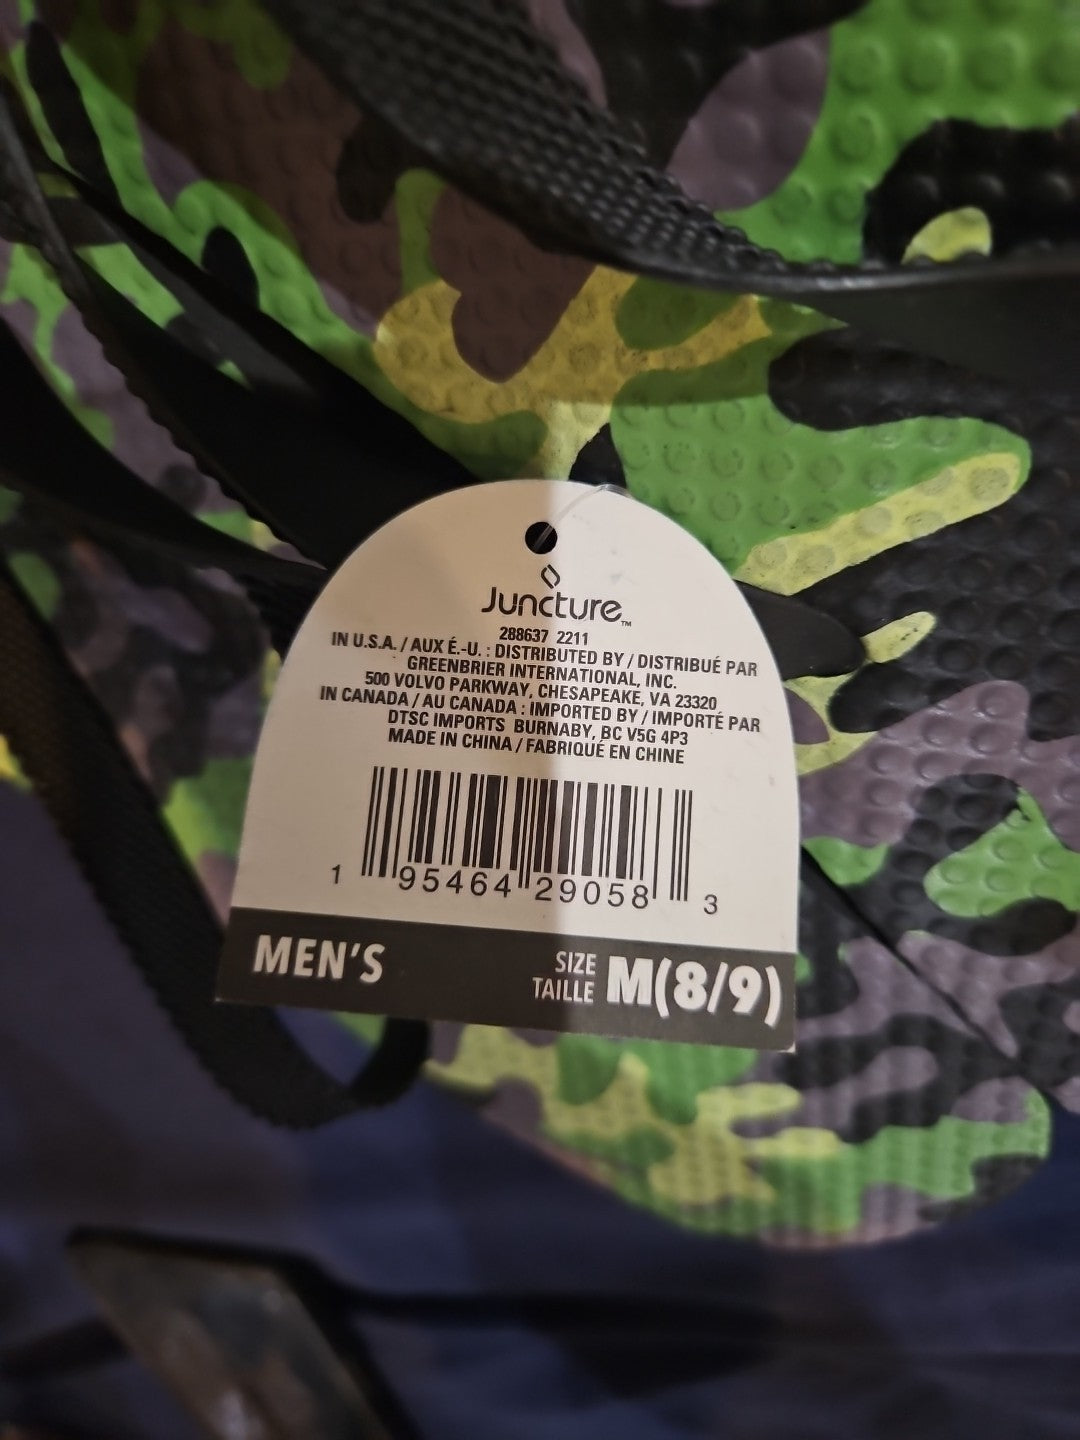 Juncture™
288637 2211
IN U.S.A. / AUX É.-U. : DISTRIBUTED BY / DISTRIBUÉ PAR
GREENBRIER INTERNATIONAL, INC.
500 VOLVO PARKWAY, CHESAPEAKE, VA 23320
IN CANADA / AU CANADA : IMPORTED BY / IMPORTÉ PAR
DTSC IMPORTS BURNABY, BC V5G 4P3
MADE IN CHINA / FABRIQUÉ EN CHINE
1 95464 29058 3
MEN'S
SIZE
TAILLE
M(8/9)